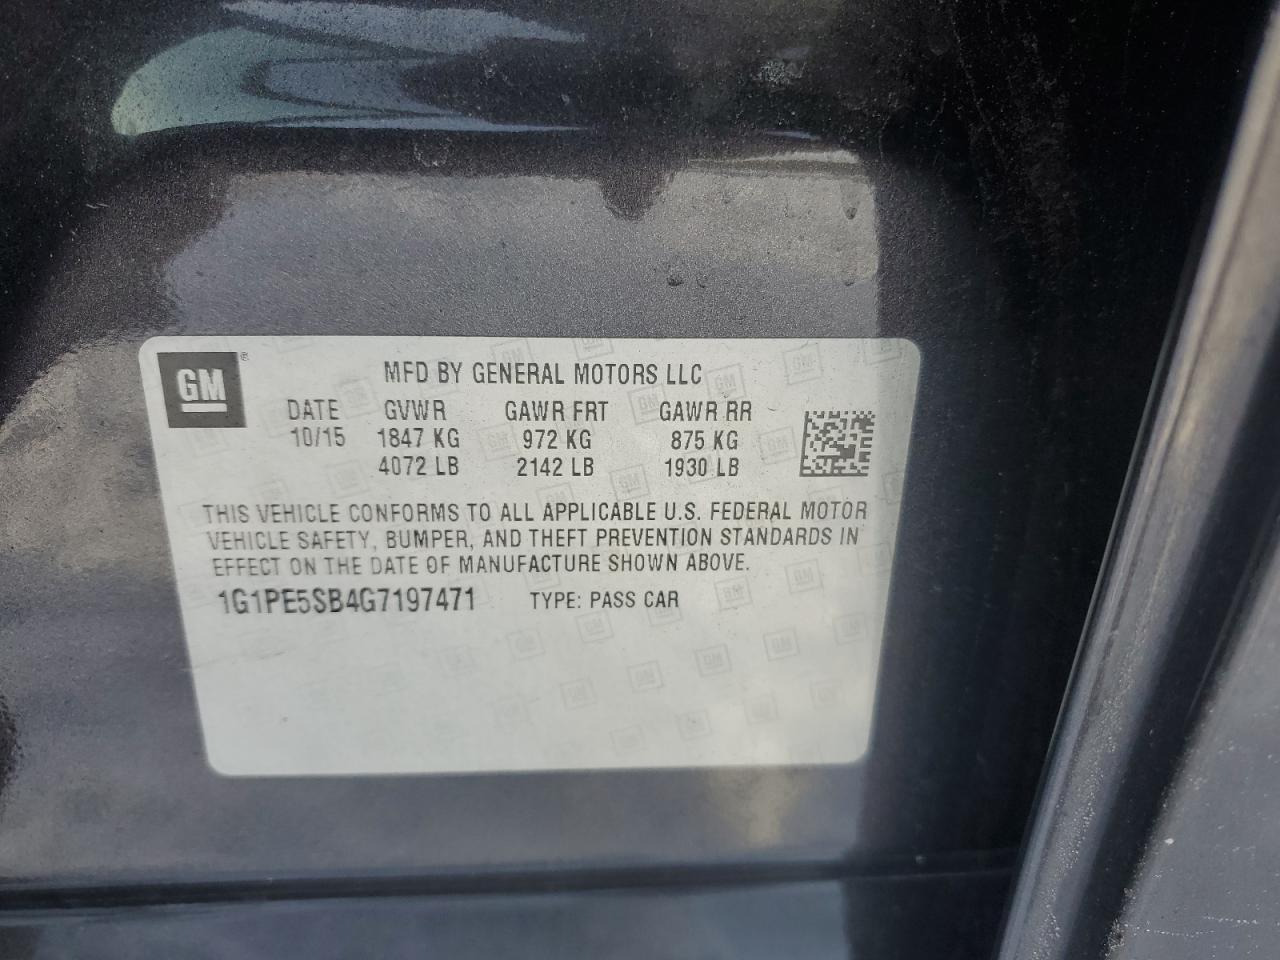 GM ®
MFD BY GENERAL MOTORS LLC
DATE GVWR GAWR FRT GAWR RR
10/15 1847 KG 972 KG 875 KG
4072 LB 2142 LB 1930 LB
THIS VEHICLE CONFORMS TO ALL APPLICABLE U.S. FEDERAL MOTOR
VEHICLE SAFETY, BUMPER, AND THEFT PREVENTION STANDARDS IN
EFFECT ON THE DATE OF MANUFACTURE SHOWN ABOVE.
1G1PE5SB4G7197471 TYPE: PASS CAR